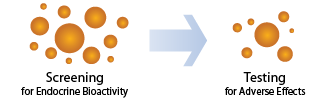 Screening
for Endocrine Bioactivity
Testing
for Adverse Effects